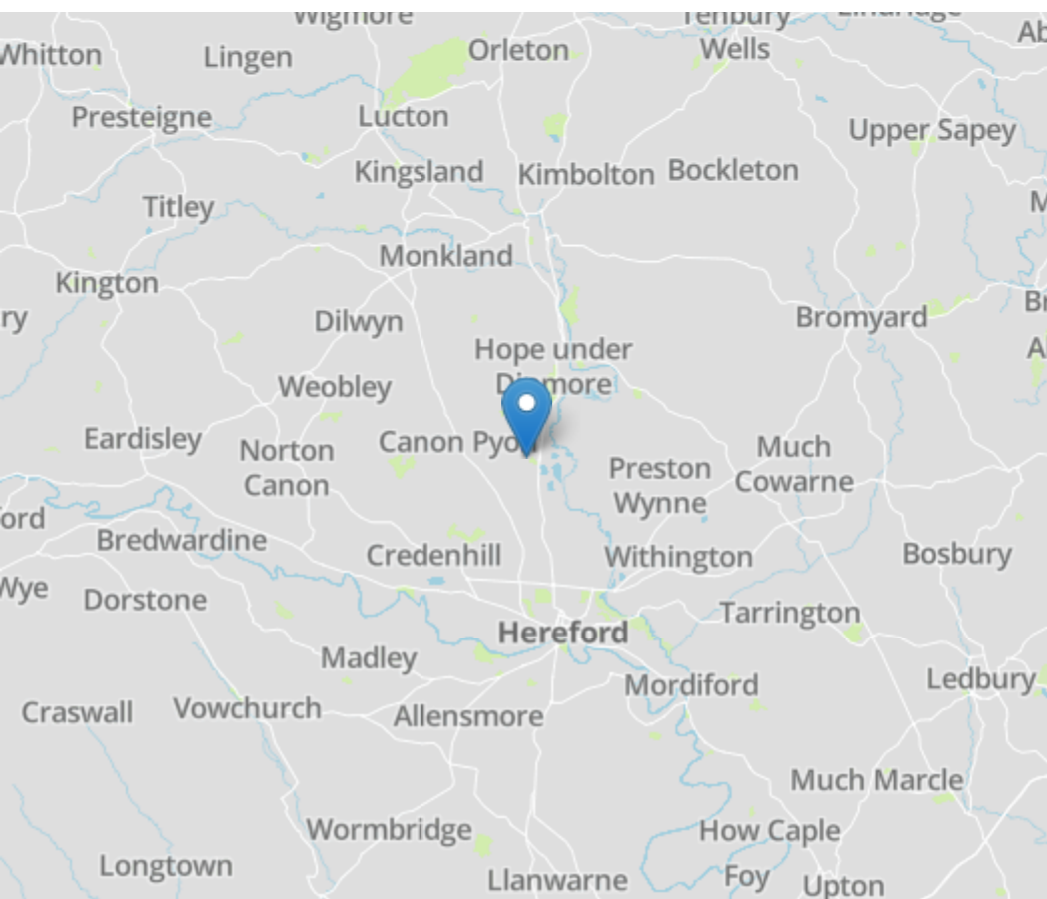 Wigmore
Tenbury
Wells
Whitton
Lingen
Orleton
Presteigne
Lucton
Upper Sapey
Kingsland
Kimbolton
Bockleton
Titley
Monkland
Kington
Dilwyn
Bromyard
Hope under
Weobley
Eardisley
Norton
Canon
Canon
Preston
Wynne
Much
Cowarne
Bredwardine
Credenhill
Withington
Bosbury
Wye
Dorstone
Tarrington
Hereford
Madley
Mordiford
Ledbury
Craswall
Vowchurch
Allensmore
Much Marcle
Wormbridge
How Caple
Longtown
Llanwarne
Foy
Upton